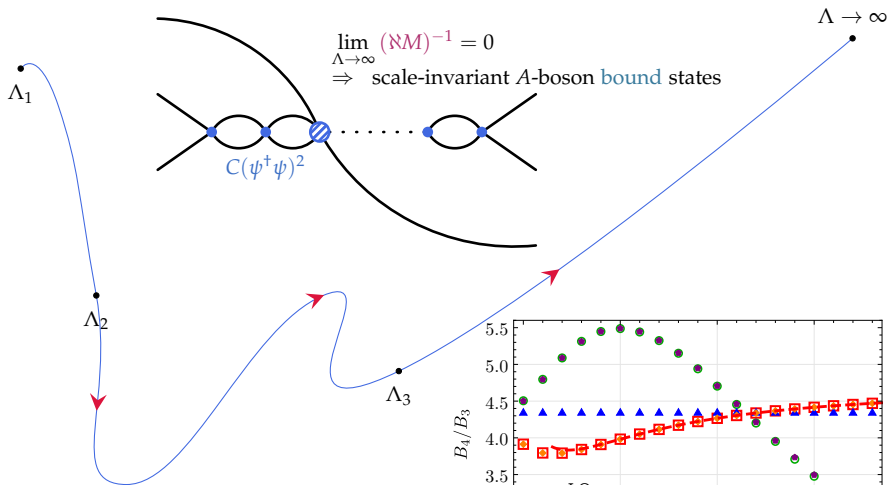 Λ → ∞
lim (ℵM)⁻¹ = 0
Λ→∞
⇒ scale-invariant A-boson bound states
Λ₁
C(ψ†ψ)²
Λ₂
Λ₃
5.5
5.0
4.5
4.0
3.5
B₄/B₃